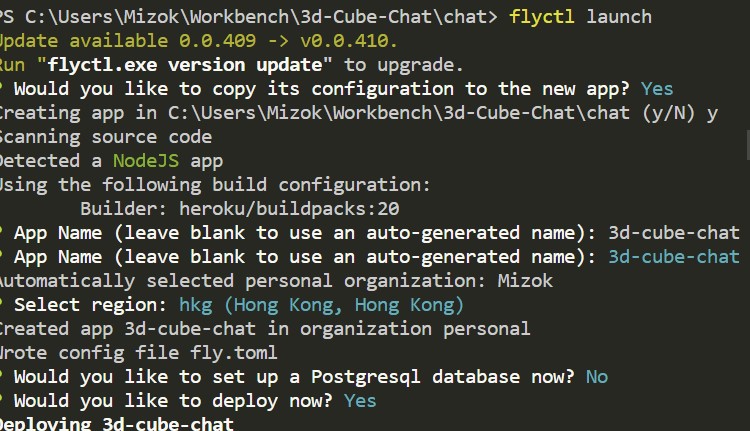 PS C:\Users\Mizok\Workbench\3d-Cube-Chat\chat> flyctl launch
Update available 0.0.409 -> v0.0.410.
Run "flyctl.exe version update" to upgrade.
? Would you like to copy its configuration to the new app? Yes
Creating app in C:\Users\Mizok\Workbench\3d-Cube-Chat\chat (y/N) y
Scanning source code
Detected a NodeJS app
Using the following build configuration:
Builder: heroku/buildpacks:20
? App Name (leave blank to use an auto-generated name): 3d-cube-chat
? App Name (leave blank to use an auto-generated name): 3d-cube-chat
Automatically selected personal organization: Mizok
? Select region: hkg (Hong Kong, Hong Kong)
Created app 3d-cube-chat in organization personal
Wrote config file fly.toml
? Would you like to set up a Postgresql database now? No
? Would you like to deploy now? Yes
Deploying 3d-cube-chat